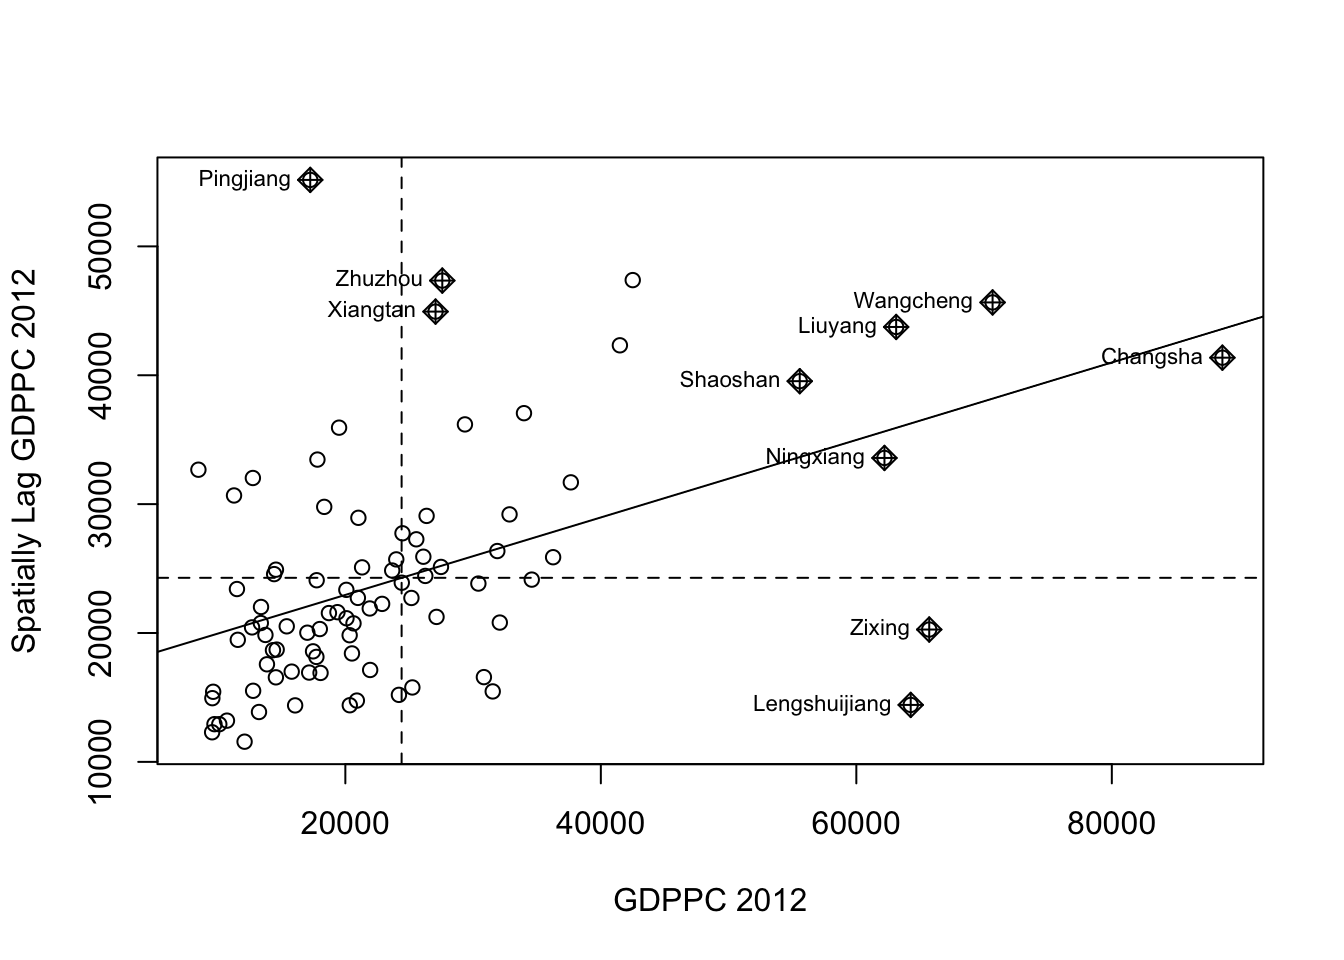 Pingjiang
Zhuzhou
Xiangtan
Wangcheng
Liuyang
Changsha
Shaoshan
Ningxiang
Zixing
Lengshuijiang
Spatially Lag GDPPC 2012
50000
40000
30000
20000
10000
20000
40000
60000
80000
GDPPC 2012